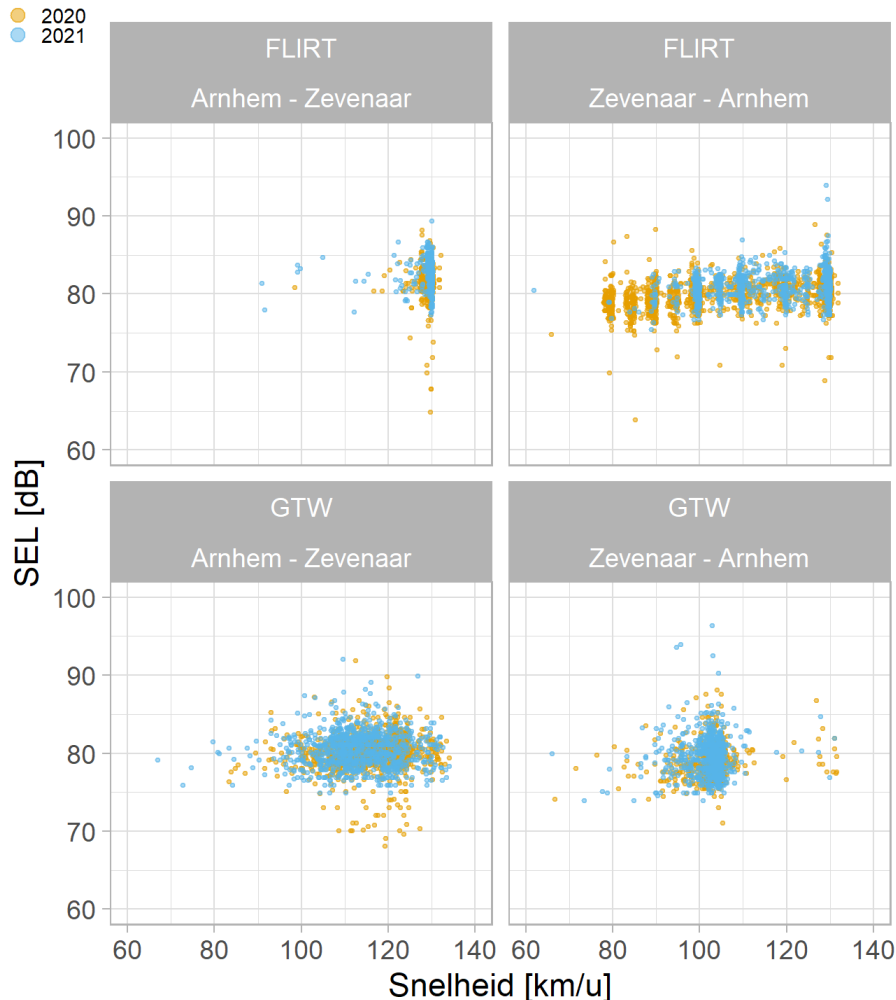 2020
2021
FLIRT
Arnhem - Zevenaar
FLIRT
Zevenaar - Arnhem
100
90
80
70
60
GTW
Arnhem - Zevenaar
GTW
Zevenaar - Arnhem
100
90
80
70
60
60 80 100 120 140
60 80 100 120 140
SEL [dB]
Snelheid [km/u]